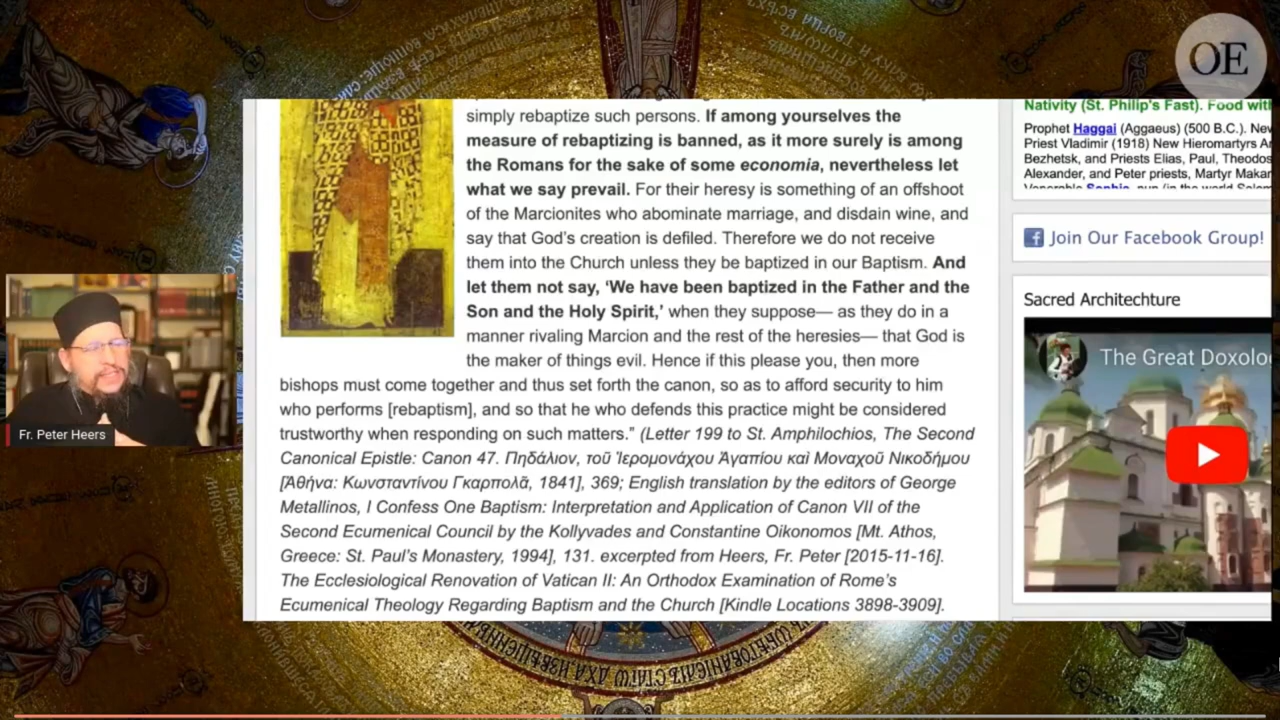 OE
simply rebaptize such persons. If among yourselves the
measure of rebaptizing is banned, as it more surely is among
the Romans for the sake of some economia, nevertheless let
what we say prevail. For their heresy is something of an offshoot
of the Marcionites who abominate marriage, and disdain wine, and
say that God’s creation is defiled. Therefore we do not receive
them into the Church unless they be baptized in our Baptism. And
let them not say, ‘We have been baptized in the Father and the
Son and the Holy Spirit,’ when they suppose— as they do in a
manner rivaling Marcion and the rest of the heresies— that God is
the maker of things evil. Hence if this please you, then more
bishops must come together and thus set forth the canon, so as to afford security to him
who performs [rebaptism], and so that he who defends this practice might be considered
trustworthy when responding on such matters.” (Letter 199 to St. Amphilochios, The Second
Canonical Epistle: Canon 47. Πηδάλιον, τοῦ Ἱερομονάχου Ἀγαπίου καὶ Μοναχοῦ Νικοδήμου
[Ἀθήνα: Κωνσταντίνου Γκαρπολᾶ, 1841], 369; English translation by the editors of George
Metallinos, I Confess One Baptism: Interpretation and Application of Canon VII of the
Second Ecumenical Council by the Kollyvades and Constantine Oikonomos [Mt. Athos,
Greece: St. Paul’s Monastery, 1994], 131. excerpted from Heers, Fr. Peter [2015-11-16].
The Ecclesiological Renovation of Vatican II: An Orthodox Examination of Rome’s
Ecumenical Theology Regarding Baptism and the Church [Kindle Locations 3898-3909].
Nativity (St. Philip's Fast). Food with
Prophet Haggai (Aggaeus) (500 B.C.). New
Priest Vladimir (1918) New Hieromartyrs
Bezhetsk, and Priests Elias, Paul, Theodos
Alexander, and Peter priests, Martyr Makar
Join Our Facebook Group!
Sacred Architechture
The Great Doxolo
Fr. Peter Heers